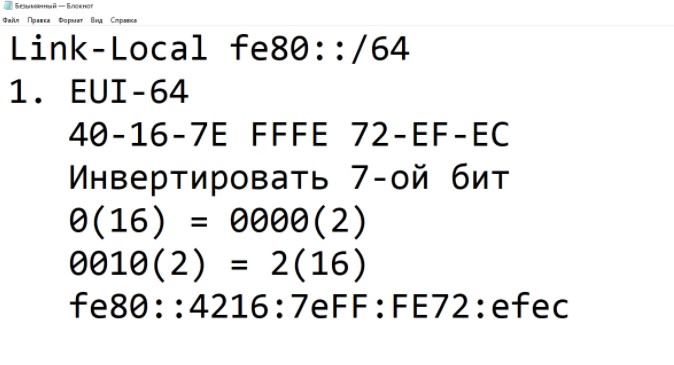 Безымянный — Блокнот
Файл Правка Формат Вид Справка
Link-Local fe80::/64
1. EUI-64
40-16-7E FFFE 72-EF-EC
Инвертировать 7-ой бит
0(16) = 0000(2)
0010(2) = 2(16)
fe80::4216:7eFF:FE72:efec